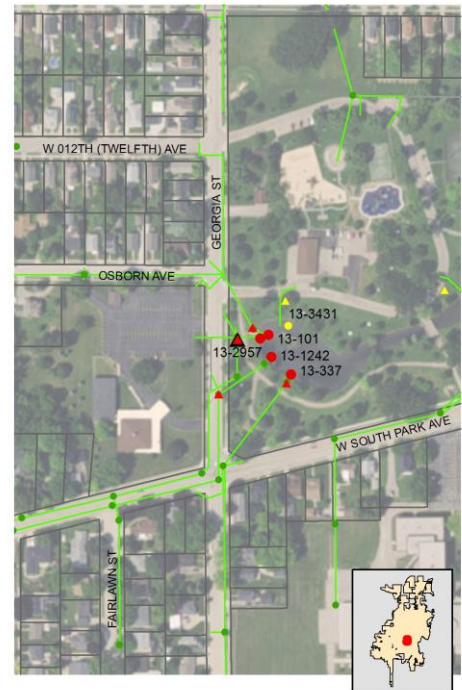 W 012TH (TWELFTH) AVE
GEORGIA ST
OSBORN AVE
13-3431
13-101
13-2957
13-1242
13-337
W SOUTH PARK AVE
FAIRLAWN ST